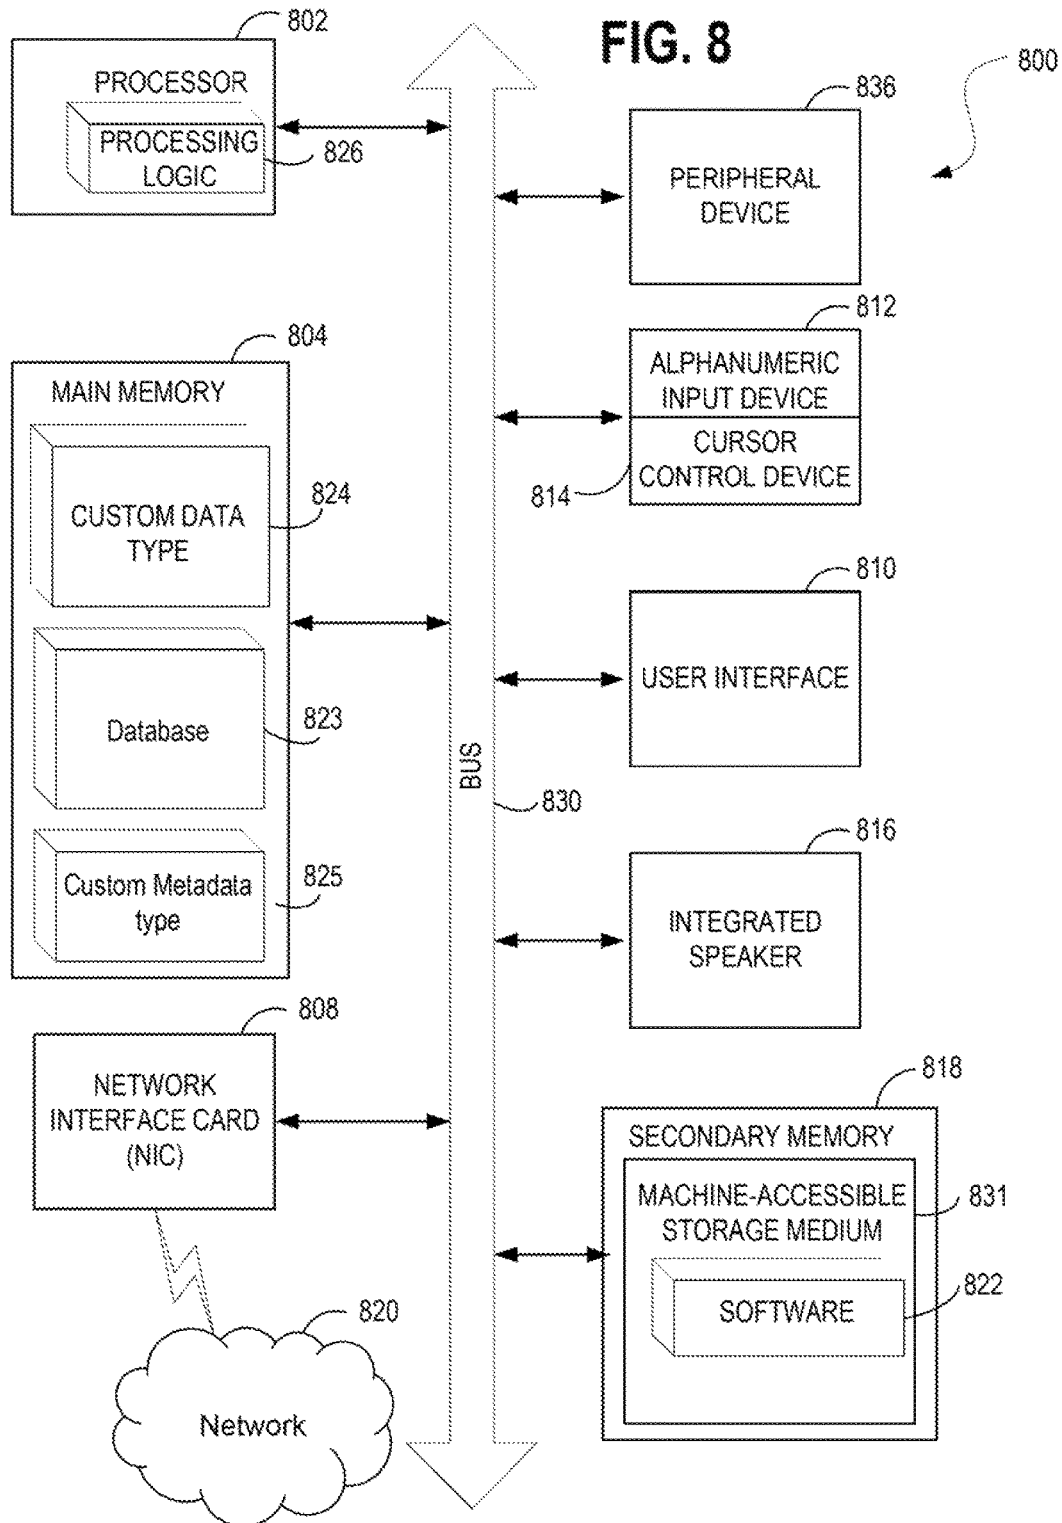 FIG. 8
800
802
PROCESSOR
PROCESSING
LOGIC
826
836
PERIPHERAL
DEVICE
804
MAIN MEMORY
CUSTOM DATA
TYPE
824
Database
823
Custom Metadata
type
825
812
ALPHANUMERIC
INPUT DEVICE
CURSOR
CONTROL DEVICE
814
810
USER INTERFACE
BUS
830
816
INTEGRATED
SPEAKER
808
NETWORK
INTERFACE CARD
(NIC)
818
SECONDARY MEMORY
MACHINE-ACCESSIBLE
STORAGE MEDIUM
831
SOFTWARE
822
820
Network